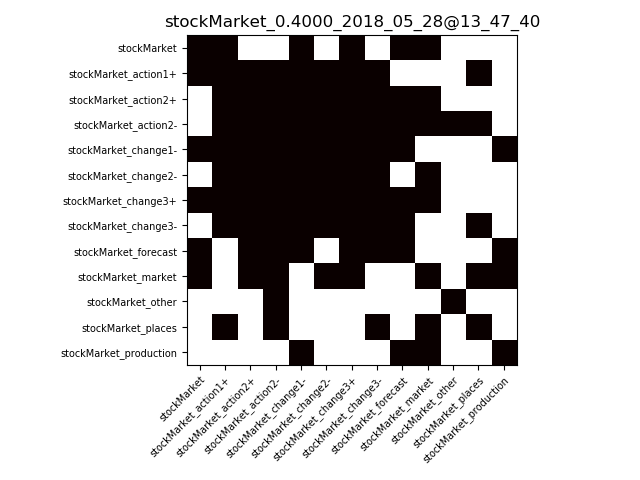 stockMarket_0.4000_2018_05_28@13_47_40
stockMarket
stockMarket_action1+
stockMarket_action2+
stockMarket_action2-
stockMarket_change1-
stockMarket_change2-
stockMarket_change3+
stockMarket_change3-
stockMarket_forecast
stockMarket_market
stockMarket_other
stockMarket_places
stockMarket_production
stockMarket
stockMarket_action1+
stockMarket_action2+
stockMarket_action2-
stockMarket_change1-
stockMarket_change2-
stockMarket_change3+
stockMarket_change3-
stockMarket_forecast
stockMarket_market
stockMarket_other
stockMarket_places
stockMarket_production